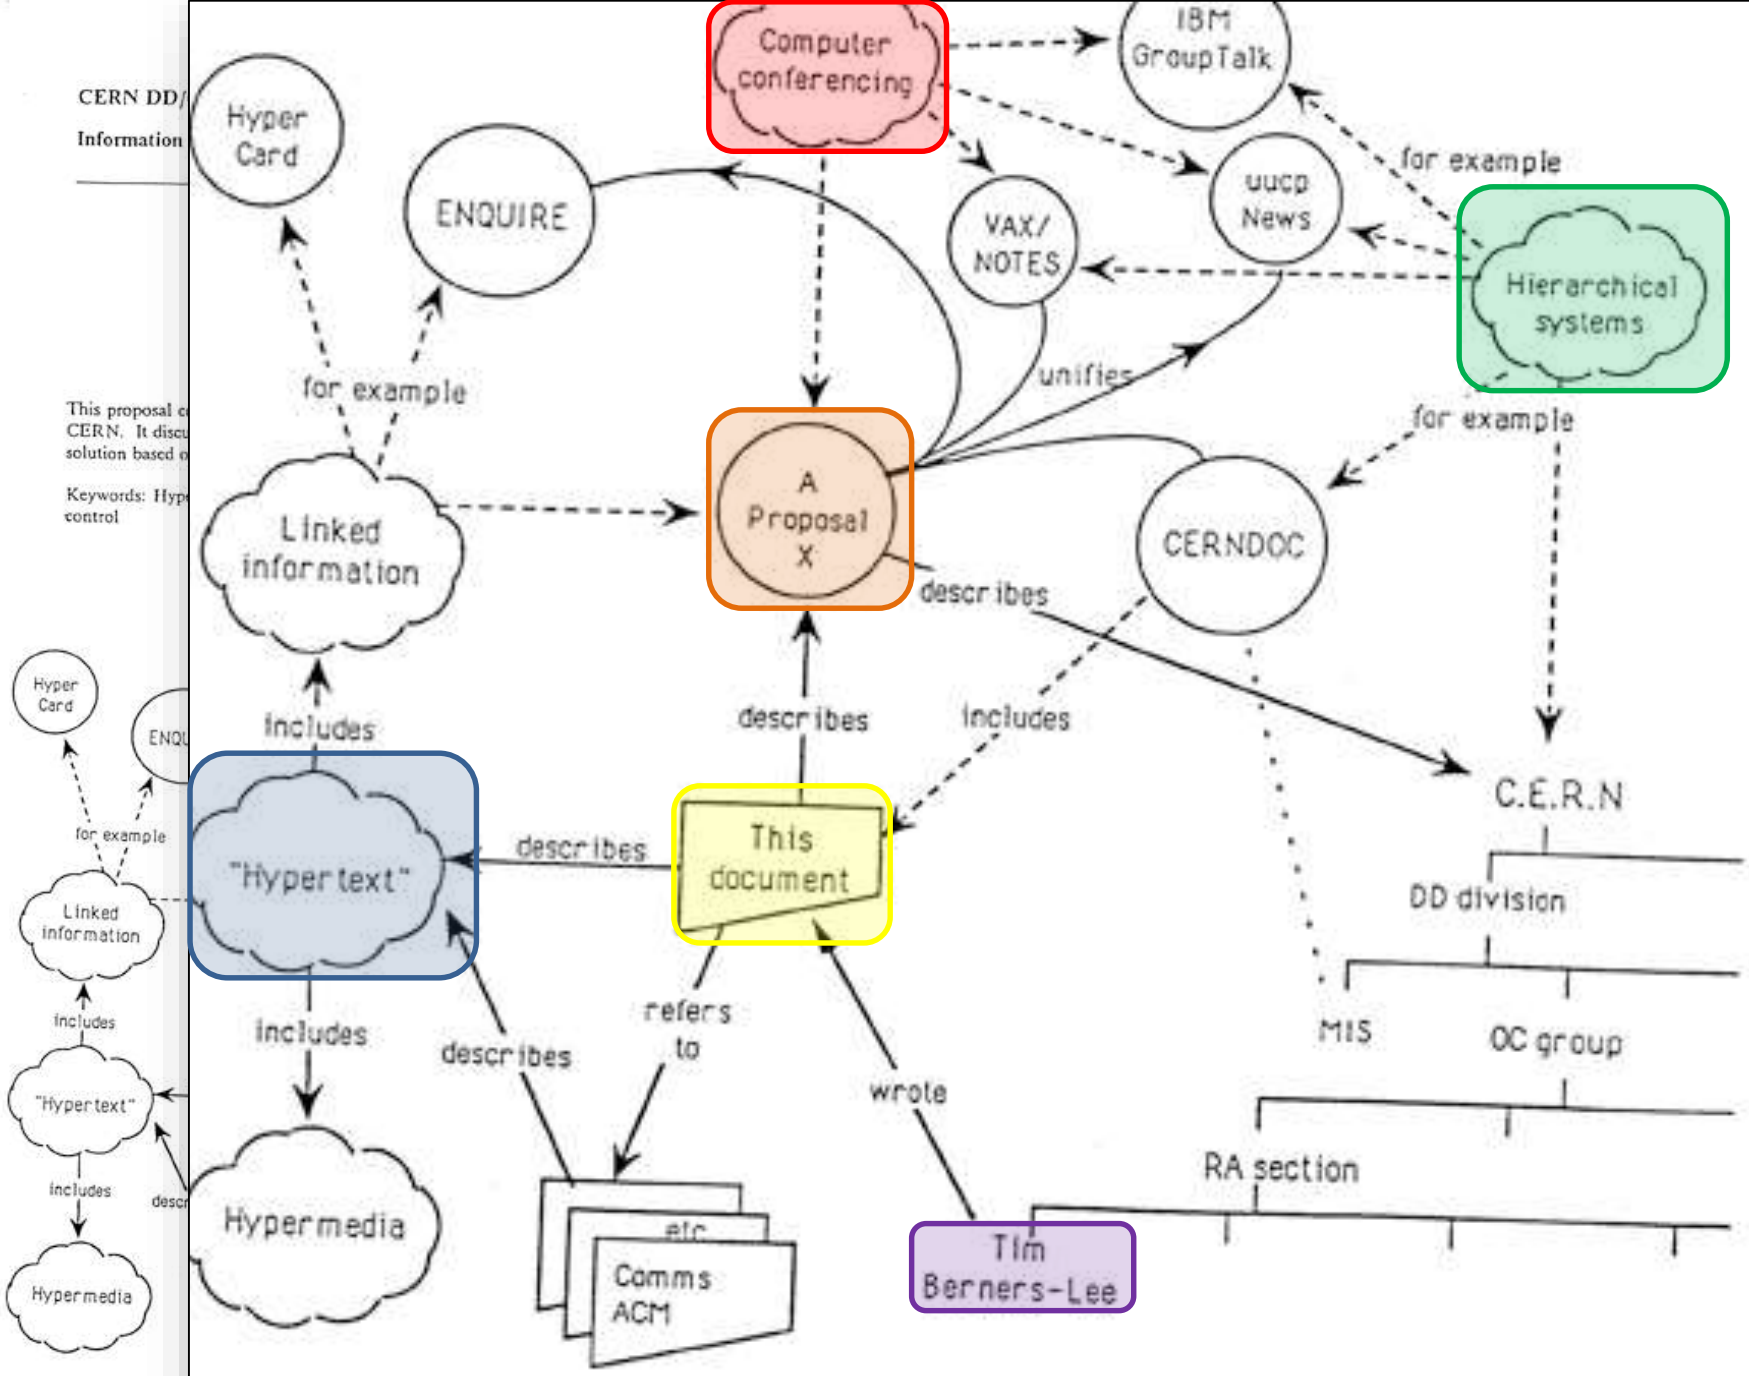 CERN DD/
Information
This proposal
CERN. It discu
solution based o
Keywords: Hype
control
Hyper
Card
ENQU
for example
Linked
information
includes
"Hypertext"
includes
descr
Hypermedia
Computer
conferencing
IBM
GroupTalk
Hyper
Card
ENQUIRE
for example
uucp
News
VAX/
NOTES
Hierarchical
systems
unifies
for example
for example
A
Proposal
X
Linked
information
CERNDOC
describes
includes
describes
includes
C.E.R.N
"Hypertext"
describes
This
document
DD division
includes
describes
refers
to
wrote
MIS
OC group
RA section
Hypermedia
etc
Comms
ACM
Tim
Berners-Lee